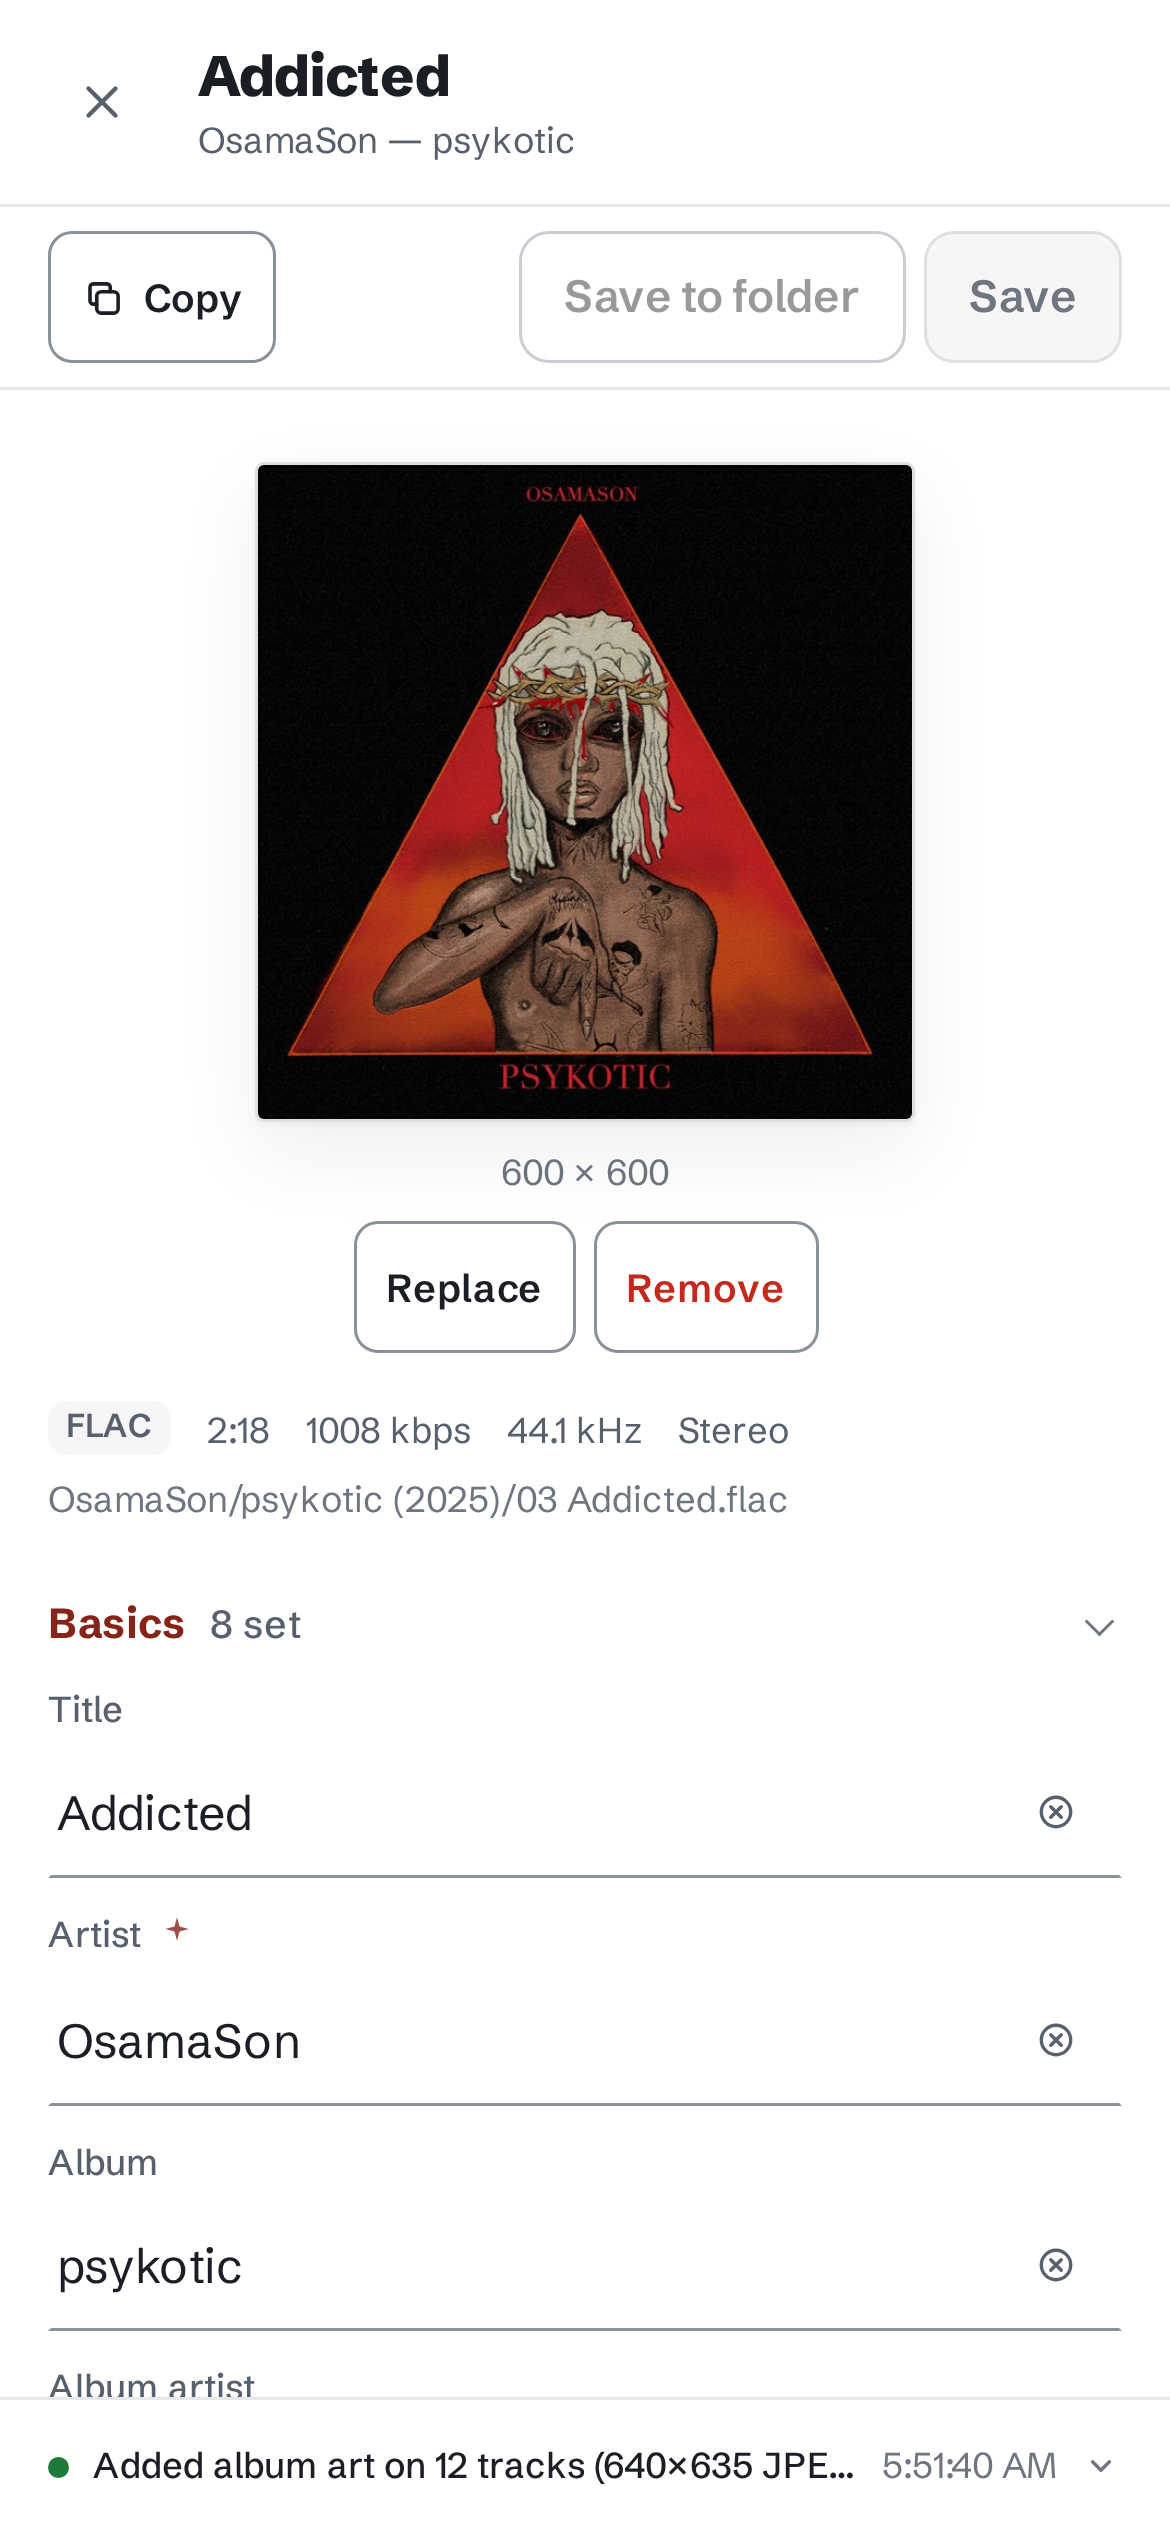 Addicted
OsamaSon — psykotic
Copy
Save to folder
Save
OSAMASON
PSYKOTIC
600 × 600
Replace
Remove
FLAC 2:18 1008 kbps 44.1 kHz Stereo
OsamaSon/psykotic (2025)/03 Addicted.flac
Basics 8 set
Title
Addicted
Artist
OsamaSon
Album
psykotic
Album artist
Added album art on 12 tracks (640×635 JPE... 5:51:40 AM